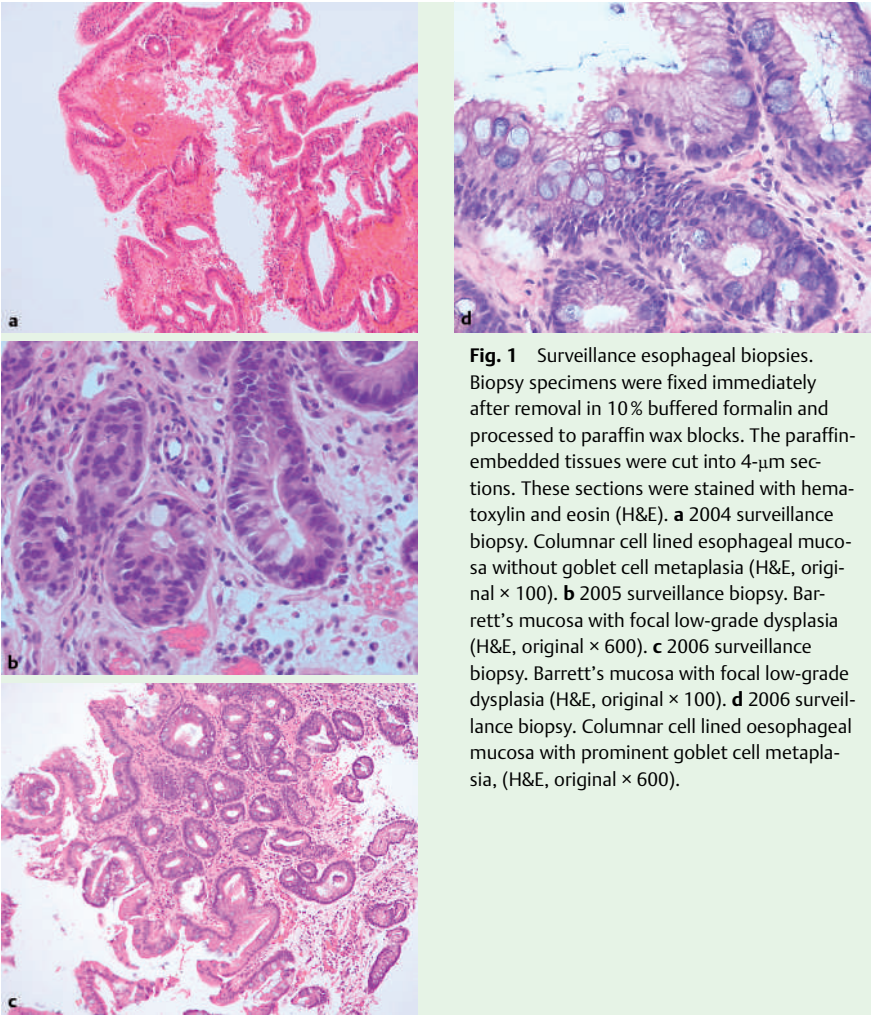 a
d
b
c
Fig. 1 Surveillance esophageal biopsies.
Biopsy specimens were fixed immediately
after removal in 10 % buffered formalin and
processed to paraffin wax blocks. The paraffin-
embedded tissues were cut into 4-μm sec-
tions. These sections were stained with hema-
toxylin and eosin (H&E). a 2004 surveillance
biopsy. Columnar cell lined esophageal muco-
sa without goblet cell metaplasia (H&E, origi-
nal × 100). b 2005 surveillance biopsy. Bar-
rett’s mucosa with focal low-grade dysplasia
(H&E, original × 600). c 2006 surveillance
biopsy. Barrett’s mucosa with focal low-grade
dysplasia (H&E, original × 100). d 2006 surveil-
lance biopsy. Columnar cell lined oesophageal
mucosa with prominent goblet cell metapla-
sia, (H&E, original × 600).